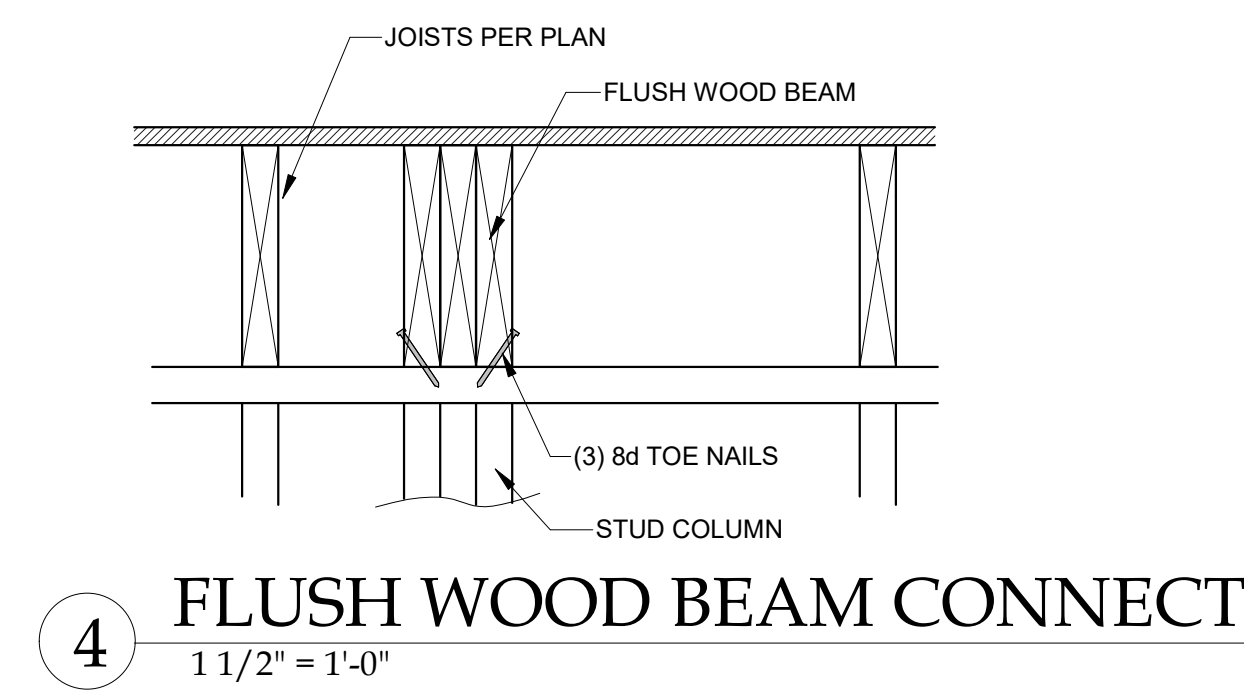 JOISTS PER PLAN
FLUSH WOOD BEAM
(3) 8d TOE NAILS
STUD COLUMN
4 FLUSH WOOD BEAM CONNECT
1 1/2" = 1'-0"